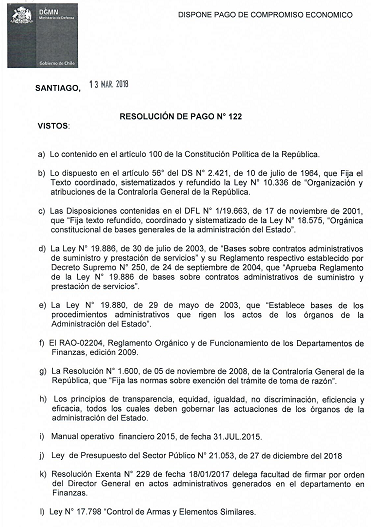 DGMN
Ministerio de Defensa
Gobierno de Chile
DISPONE PAGO DE COMPROMISO ECONOMICO
SANTIAGO, 13 MAR. 2018
RESOLUCIÓN DE PAGO N° 122
VISTOS:
a) Lo contenido en el artículo 100 de la Constitución Política de la República.
b) Lo dispuesto en el artículo 56° del DS N° 2.421, de 10 de julio de 1964, que Fija el
Texto coordinado, sistematizados y refundido la Ley N° 10.336 de "Organización y
atribuciones de la Contraloría General de la República.
c) Las Disposiciones contenidas en el DFL N° 1/19.663, de 17 de noviembre de 2001,
que "Fija texto refundido, coordinado y sistematizado de la Ley N° 18.575, "Orgánica
constitucional de bases generales de la administración del Estado".
d) La Ley N° 19.886, de 30 de julio de 2003, de "Bases sobre contratos administrativos
de suministro y prestación de servicios" y su Reglamento respectivo establecido por
Decreto Supremo N° 250, de 24 de septiembre de 2004, que "Aprueba Reglamento
de la Ley N° 19.886 de bases sobre contratos administrativos de suministro y
prestación de servicios".
e) La Ley N° 19.880, de 29 de mayo de 2003, que "Establece bases de los
procedimientos administrativos que rigen los actos de los órganos de la
Administración del Estado".
f) El RAO-02204, Reglamento Orgánico y de Funcionamiento de los Departamentos de
Finanzas, edición 2009.
g) La Resolución N° 1.600, de 05 de noviembre de 2008, de la Contraloría General de la
República, que "Fija las normas sobre exención del trámite de toma de razón".
h) Los principios de transparencia, equidad, igualdad, no discriminación, eficiencia y
eficacia, todos los cuales deben gobernar las actuaciones de los órganos de la
administración del Estado.
i) Manual operativo financiero 2015, de fecha 31.JUL.2015.
j) Ley de Presupuesto del Sector Público N° 21.053, de 27 de diciembre del 2018
k) Resolución Exenta N° 229 de fecha 18/01/2017 delega facultad de firmar por orden
del Director General en actos administrativos generados en el departamento en
Finanzas.
l) Ley N° 17.798 "Control de Armas y Elementos Similares.